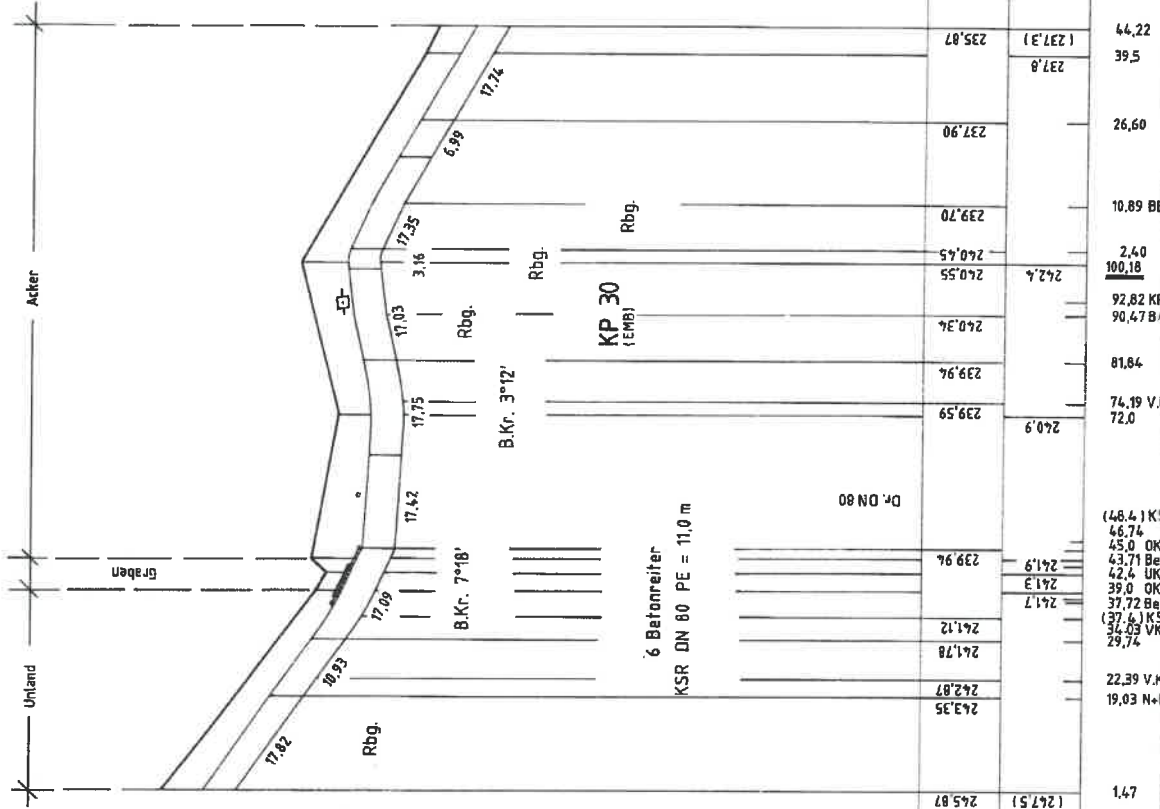 Acker
Graben
Unland
17,74
6,99
17,35
3,16
17,03
17,75
17,42
17,09
10,93
17,82
Rbg.
Rbg.
Rbg.
KP 30
(EMB)
B.Kr. 3°12'
B.Kr. 7°18'
6 Betonreiter
KSR DN 80 PE = 11,0 m
Dr. DN 80
Rbg.
235,87
237,90
239,70
240,45
240,55
240,34
239,94
239,59
239,94
241,12
241,78
242,87
243,35
245,87
(237,3)
237,8
242,4
240,9
241,9
241,3
241,7
(247,5)
44,22
39,5
26,60
10,89 BE
2,40
100,18
92,82 KP
90,47 B
81,64
74,19 V.
72,0
(48,4) KS
46,74
45,0 OK
43,71 Be
42,4 UK
39,0 OK
37,72 Be
(37,4) KS
34,03 VK
29,74
22,39 V.K
19,03 N+
1,47